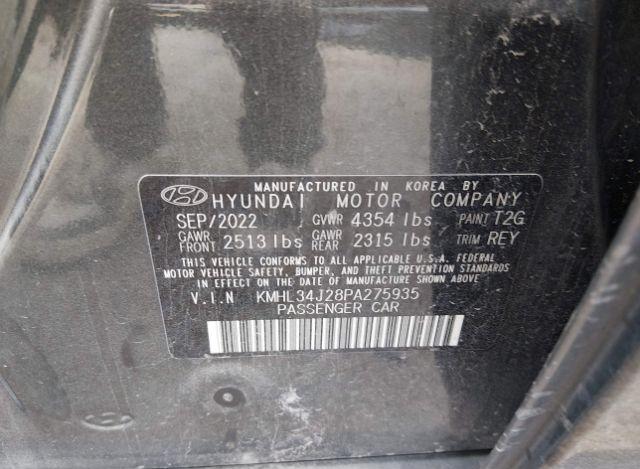 MANUFACTURED IN KOREA BY
HYUNDAI MOTOR COMPANY
SEP/2022 GVWR 4354 lbs PAINT T2G
GAWR FRONT 2513 lbs GAWR REAR 2315 lbs TRIM REY
THIS VEHICLE CONFORMS TO ALL APPLICABLE U.S.A. FEDERAL
MOTOR VEHICLE SAFETY, BUMPER, AND THEFT PREVENTION STANDARDS
IN EFFECT ON THE DATE OF MANUFACTURE SHOWN ABOVE
V.I.N KMHL34J28PA275935
PASSENGER CAR